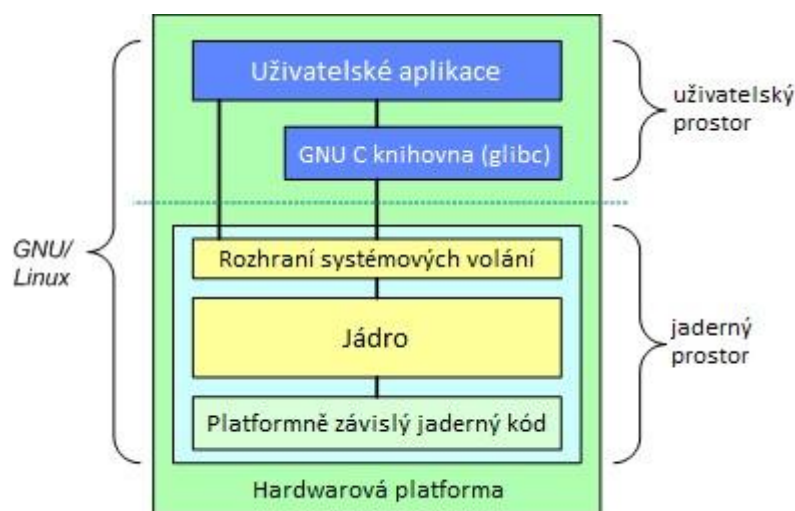 Uživatelské aplikace
GNU C knihovna (glibc)
uživatelský
prostor
GNU/
Linux
Rozhraní systémových volání
Jádro
Platformně závislý jaderný kód
jaderný
prostor
Hardwarová platforma